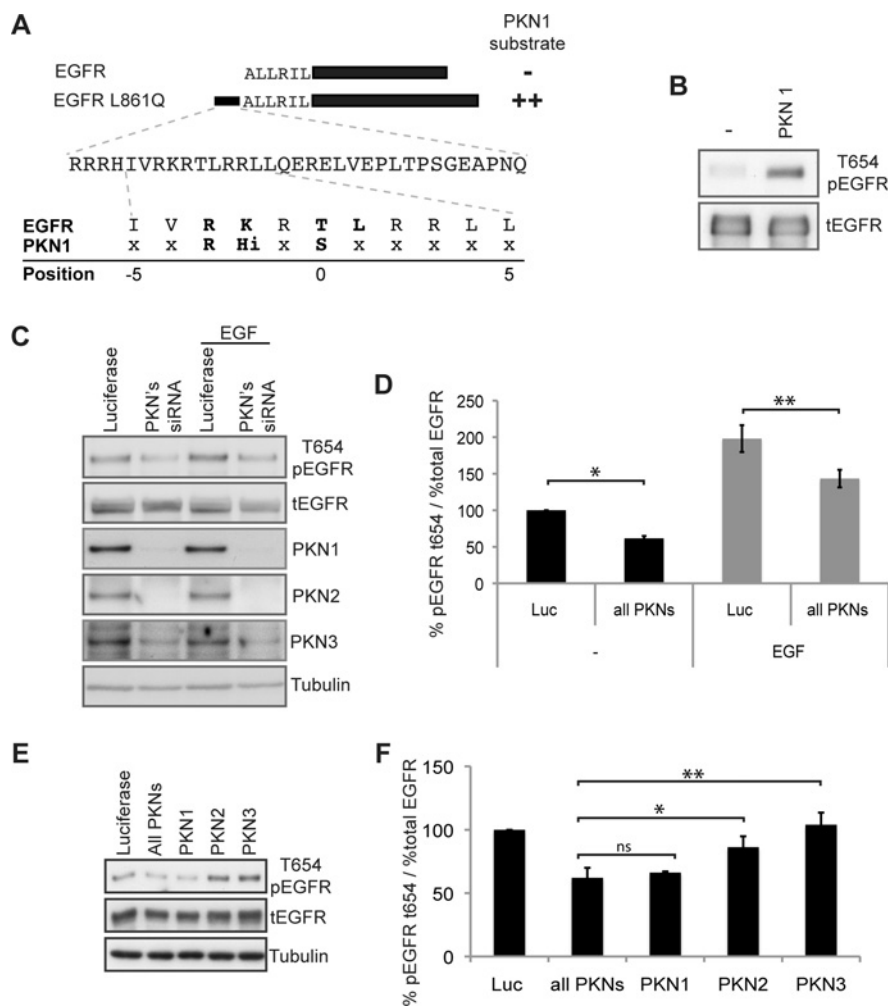 A
PKN1
substrate
EGFR ALLRIL -
EGFR L861Q ALLRIL ++
RRRHIVRKRTLRRLLQERELVEPLTPSGEAPNQ
EGFR I V R K R T L R R L L
PKN1 x x R Hi x S x x x x x
Position -5 0 5
B
- PKN 1
T654
pEGFR
tEGFR
C
EGF
Luciferase
PKN's
siRNA
Luciferase
PKN's
siRNA
T654
pEGFR
tEGFR
PKN1
PKN2
PKN3
Tubulin
D
% pEGFR t654 / %total EGFR
250
200
150
100
50
0
*
**
Luc all PKNs Luc all PKNs
- EGF
E
Luciferase
All PKNs
PKN1
PKN2
PKN3
T654
pEGFR
tEGFR
Tubulin
F
% pEGFR t654 / %total EGFR
150
100
50
0
**
*
ns
Luc all PKNs PKN1 PKN2 PKN3